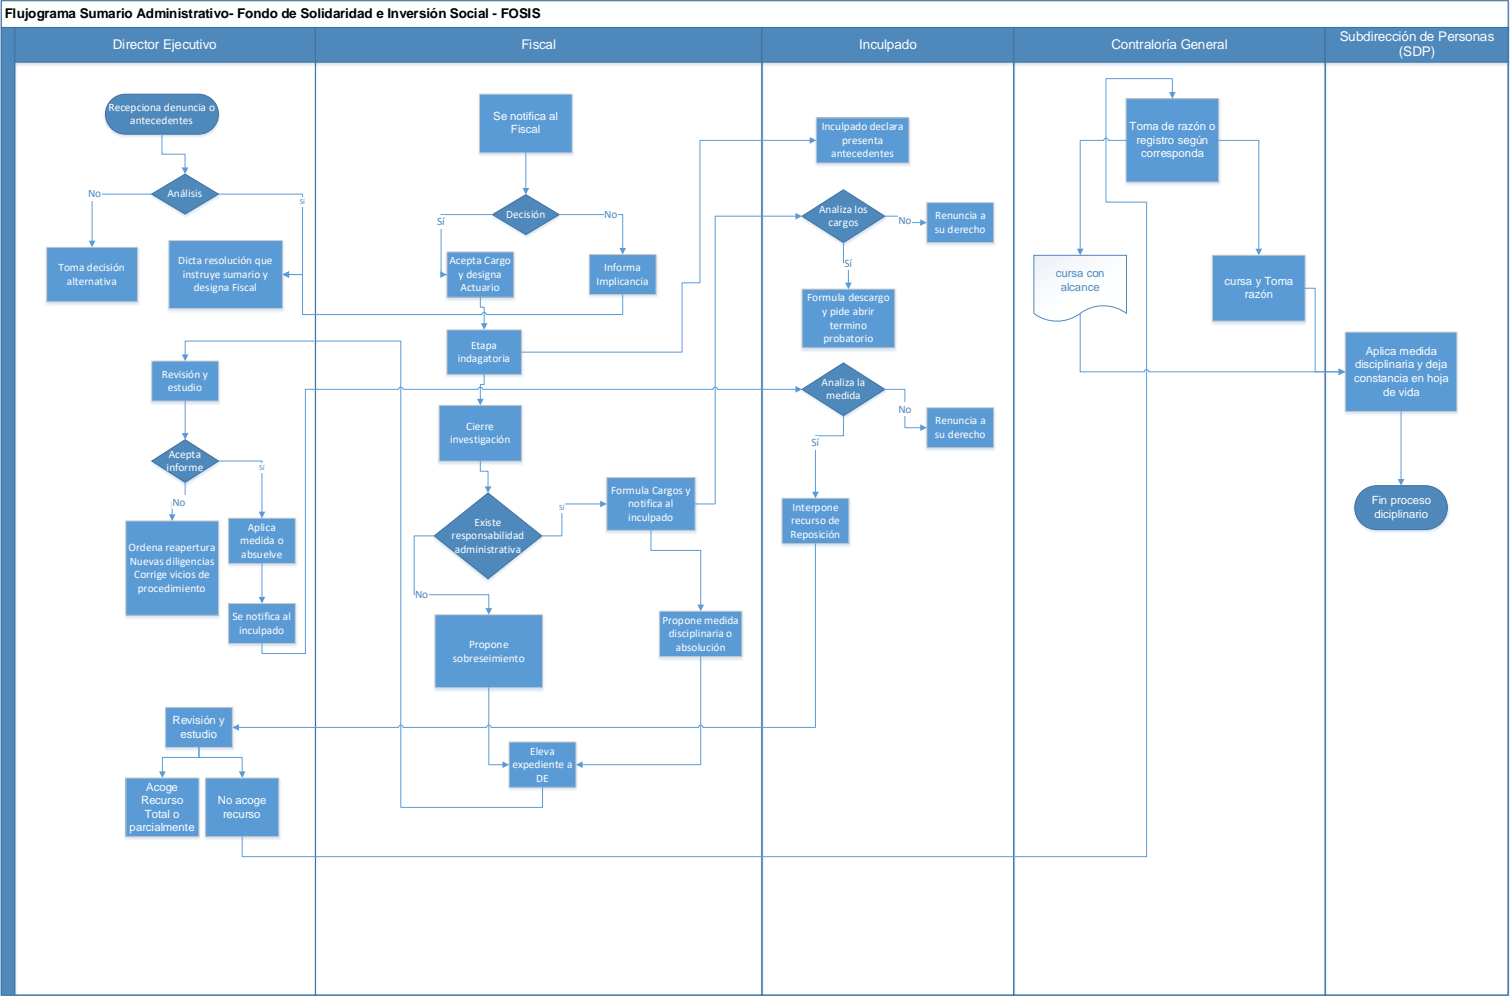 Flujograma Sumario Administrativo- Fondo de Solidaridad e Inversión Social - FOSIS
Director Ejecutivo
Fiscal
Inculpado
Contraloría General
Subdirección de Personas
(SDP)
Recepciona denuncia o
antecedentes
Análisis
No
sí
Toma decisión
alternativa
Dicta resolución que
instruye sumario y
designa Fiscal
Revisión y
estudio
Acepta
informe
sí
No
Ordena reapertura
Nuevas diligencias
Corrige vicios de
procedimiento
Aplica
medida o
absuelve
Se notifica al
inculpado
Revisión y
estudio
Acoge
Recurso
Total o
parcialmente
No acoge
recurso
Se notifica al
Fiscal
Decisión
Sí
No
Acepta Cargo
y designa
Actuario
Informa
Implicancia
Etapa
indagatoria
Cierre
investigación
Existe
responsabilidad
administrativa
sí
No
Formula Cargos y
notifica al
inculpado
Propone
sobreseimiento
Propone medida
disciplinaria o
absolución
Eleva
expediente a
DE
Inculpado declara
presenta
antecedentes
Analiza los
cargos
No
Renuncia a
su derecho
Sí
Formula descargo
y pide abrir
termino
probatorio
Analiza la
medida
No
Renuncia a
su derecho
Sí
Interpone
recurso de
Reposición
Toma de razón o
registro según
corresponda
cursa con
alcance
cursa y Toma
razón
Aplica medida
disciplinaria y deja
constancia en hoja
de vida
Fin proceso
diciplinario